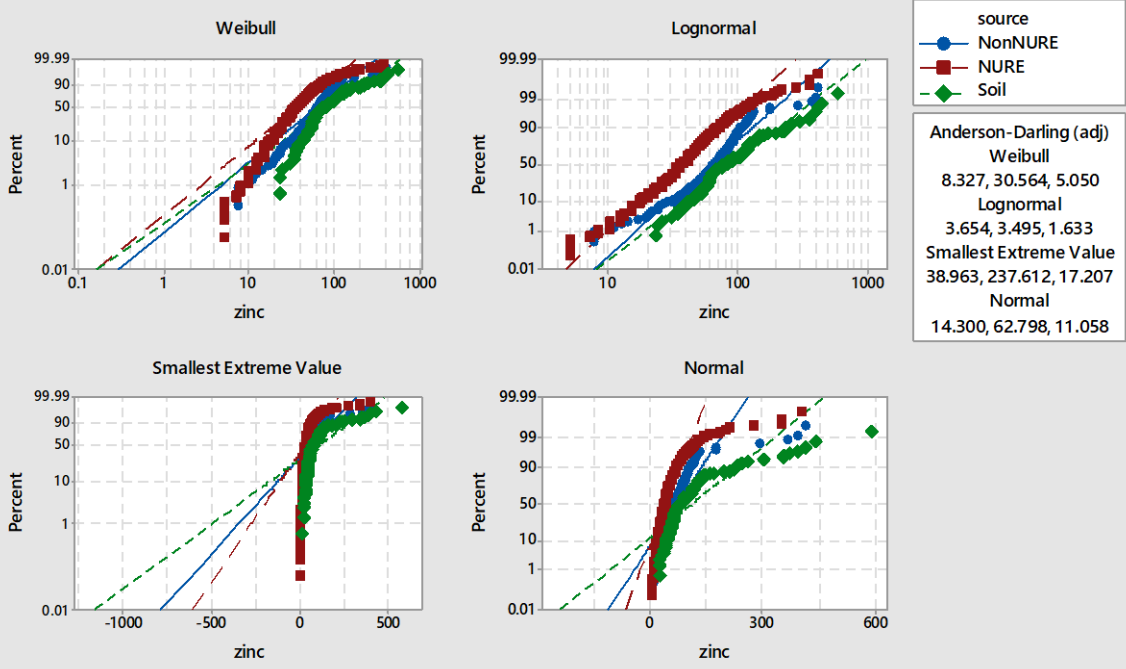 Weibull
99.99
90
50
10
1
0.01
Percent
0.1 1 10 100 1000
zinc
Lognormal
99.99
99
90
50
10
1
0.01
Percent
10 100 1000
zinc
source
NonNURE
NURE
Soil
Anderson-Darling (adj)
Weibull
8.327, 30.564, 5.050
Lognormal
3.654, 3.495, 1.633
Smallest Extreme Value
38.963, 237.612, 17.207
Normal
14.300, 62.798, 11.058
Smallest Extreme Value
99.99
90
50
10
1
0.01
Percent
-1000 -500 0 500
zinc
Normal
99.99
99
90
50
10
1
0.01
Percent
0 300 600
zinc